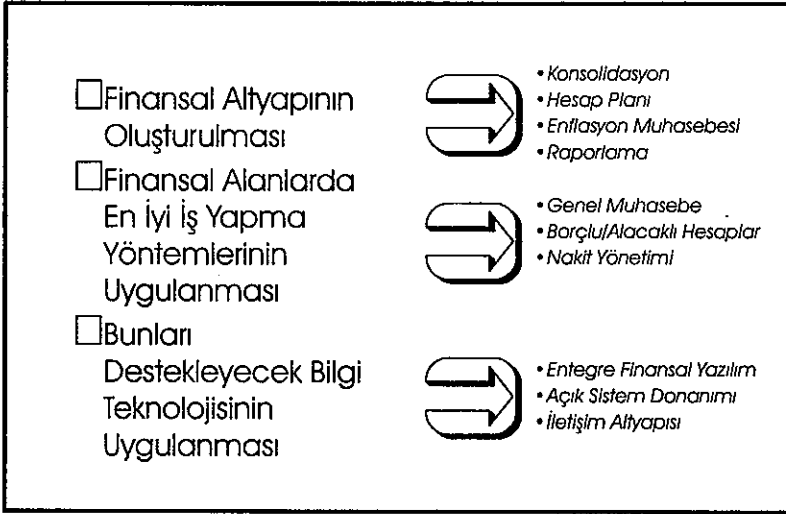 ☐Finansal Altyapının
Oluşturulması
• Konsolidasyon
• Hesap Planı
• Enflasyon Muhasebesi
• Raporlama
☐Finansal Alanlarda
En İyi İş Yapma
Yöntemlerinin
Uygulanması
• Genel Muhasebe
• Borçlu/Alacaklı Hesaplar
• Nakit Yönetimi
☐Bunları
Destekleyecek Bilgi
Teknolojisinin
Uygulanması
• Entegre Finansal Yazılım
• Açık Sistem Donanımı
• İletişim Altyapısı